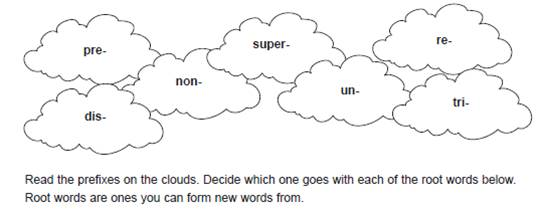 pre-
super-
re-
non-
un-
dis-
tri-
Read the prefixes on the clouds. Decide which one goes with each of the root words below.
Root words are ones you can form new words from.